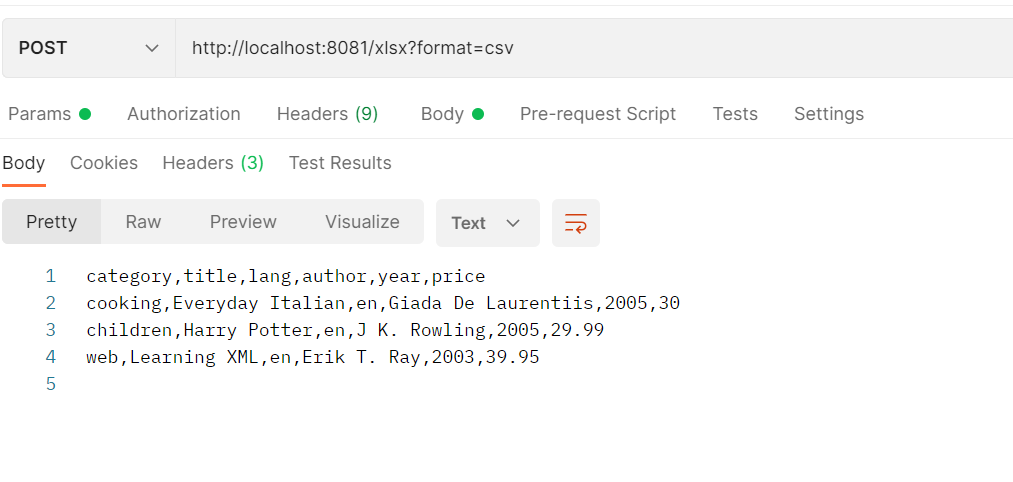 POST http://localhost:8081/xlsx?format=csv
Params Authorization Headers (9) Body Pre-request Script Tests Settings
Body Cookies Headers (3) Test Results
Pretty Raw Preview Visualize Text
1 category,title,lang,author,year,price
2 cooking,Everyday Italian,en,Giada De Laurentiis,2005,30
3 children,Harry Potter,en,J K. Rowling,2005,29.99
4 web,Learning XML,en,Erik T. Ray,2003,39.95
5